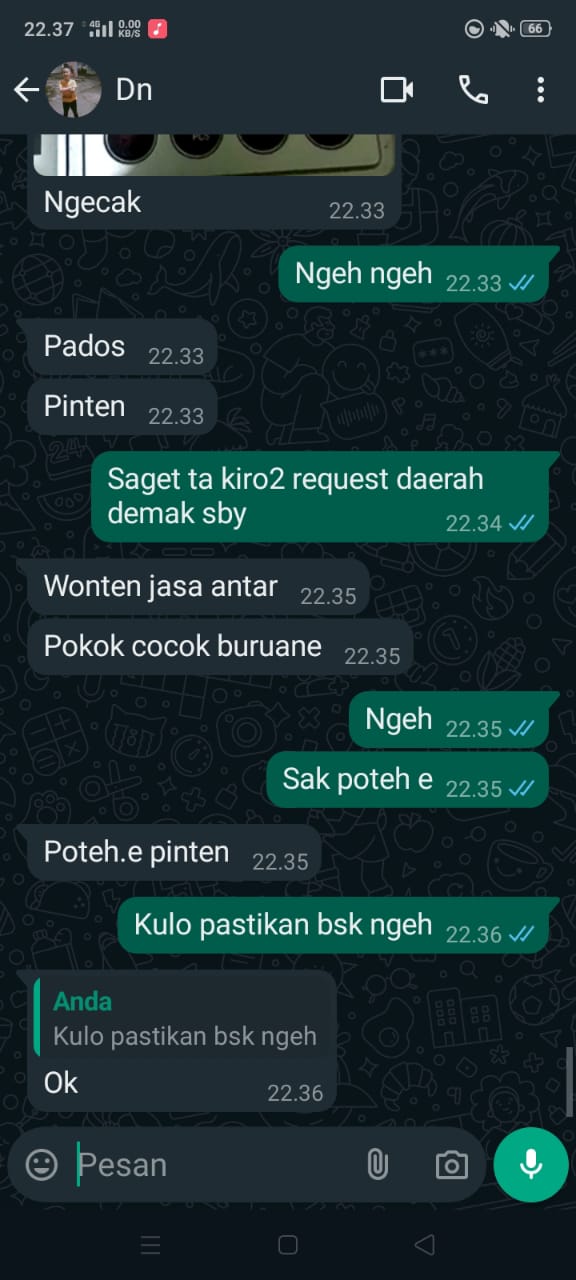 22.37 4G 0.00 KB/S 66
Dn
PCS
Ngecak 22.33
Ngeh ngeh 22.33
Pados 22.33
Pinten 22.33
Saget ta kiro2 request daerah
demak sby 22.34
Wonten jasa antar 22.35
Pokok cocok buruane 22.35
Ngeh 22.35
Sak poteh e 22.35
Poteh.e pinten 22.35
Kulo pastikan bsk ngeh 22.36
Anda
Kulo pastikan bsk ngeh
Ok 22.36
Pesan